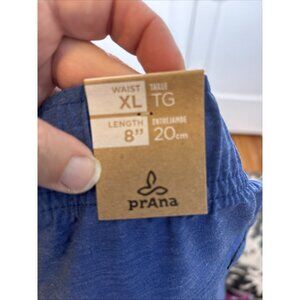 WAIST
XL
TAILLE
TG
LENGTH
8"
ENTREJAMBE
20cm
prAna